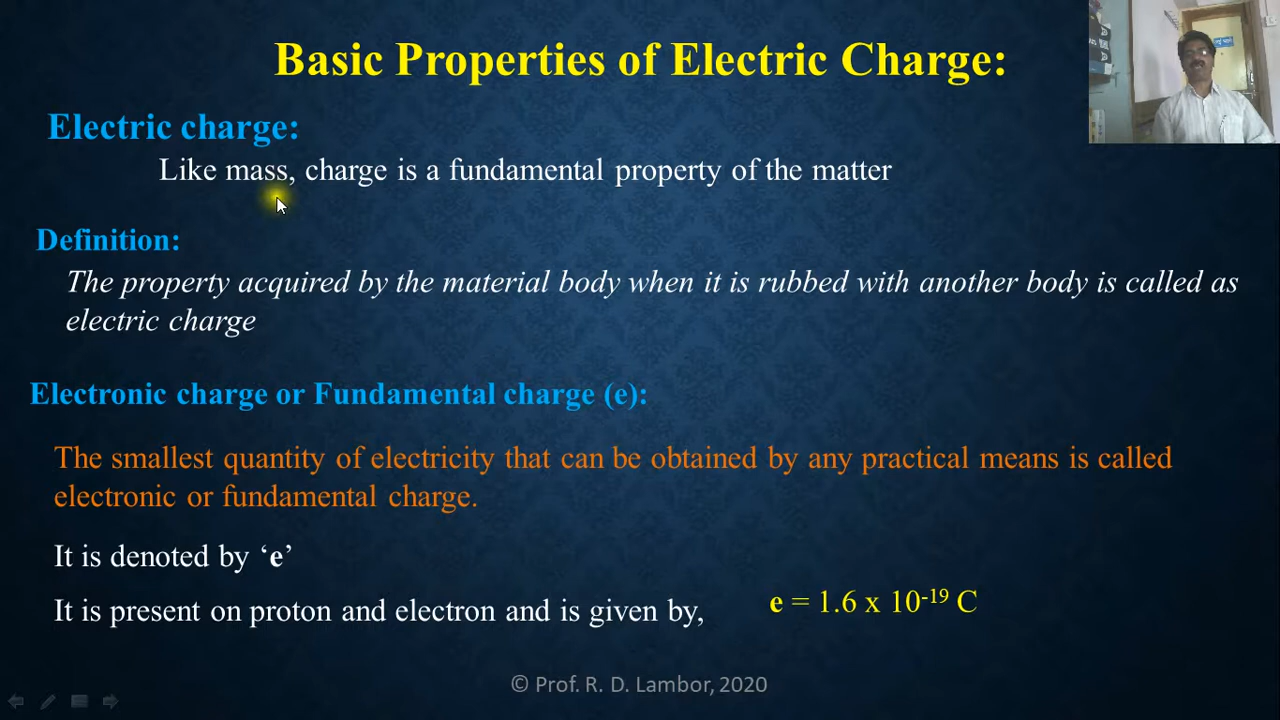 Basic Properties of Electric Charge:
Electric charge:
Like mass, charge is a fundamental property of the matter
Definition:
The property acquired by the material body when it is rubbed with another body is called as
electric charge
Electronic charge or Fundamental charge (e):
The smallest quantity of electricity that can be obtained by any practical means is called
electronic or fundamental charge.
It is denoted by ‘e’
It is present on proton and electron and is given by,
e = 1.6 x 10⁻¹⁹ C
© Prof. R. D. Lambor, 2020